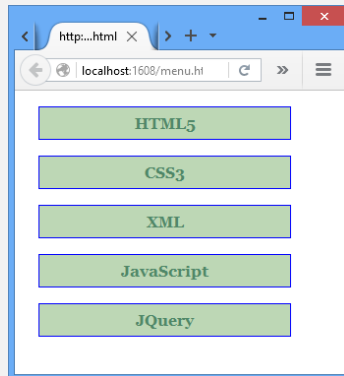 http:...html
localhost:1608/menu.ht
HTML5
CSS3
XML
JavaScript
JQuery